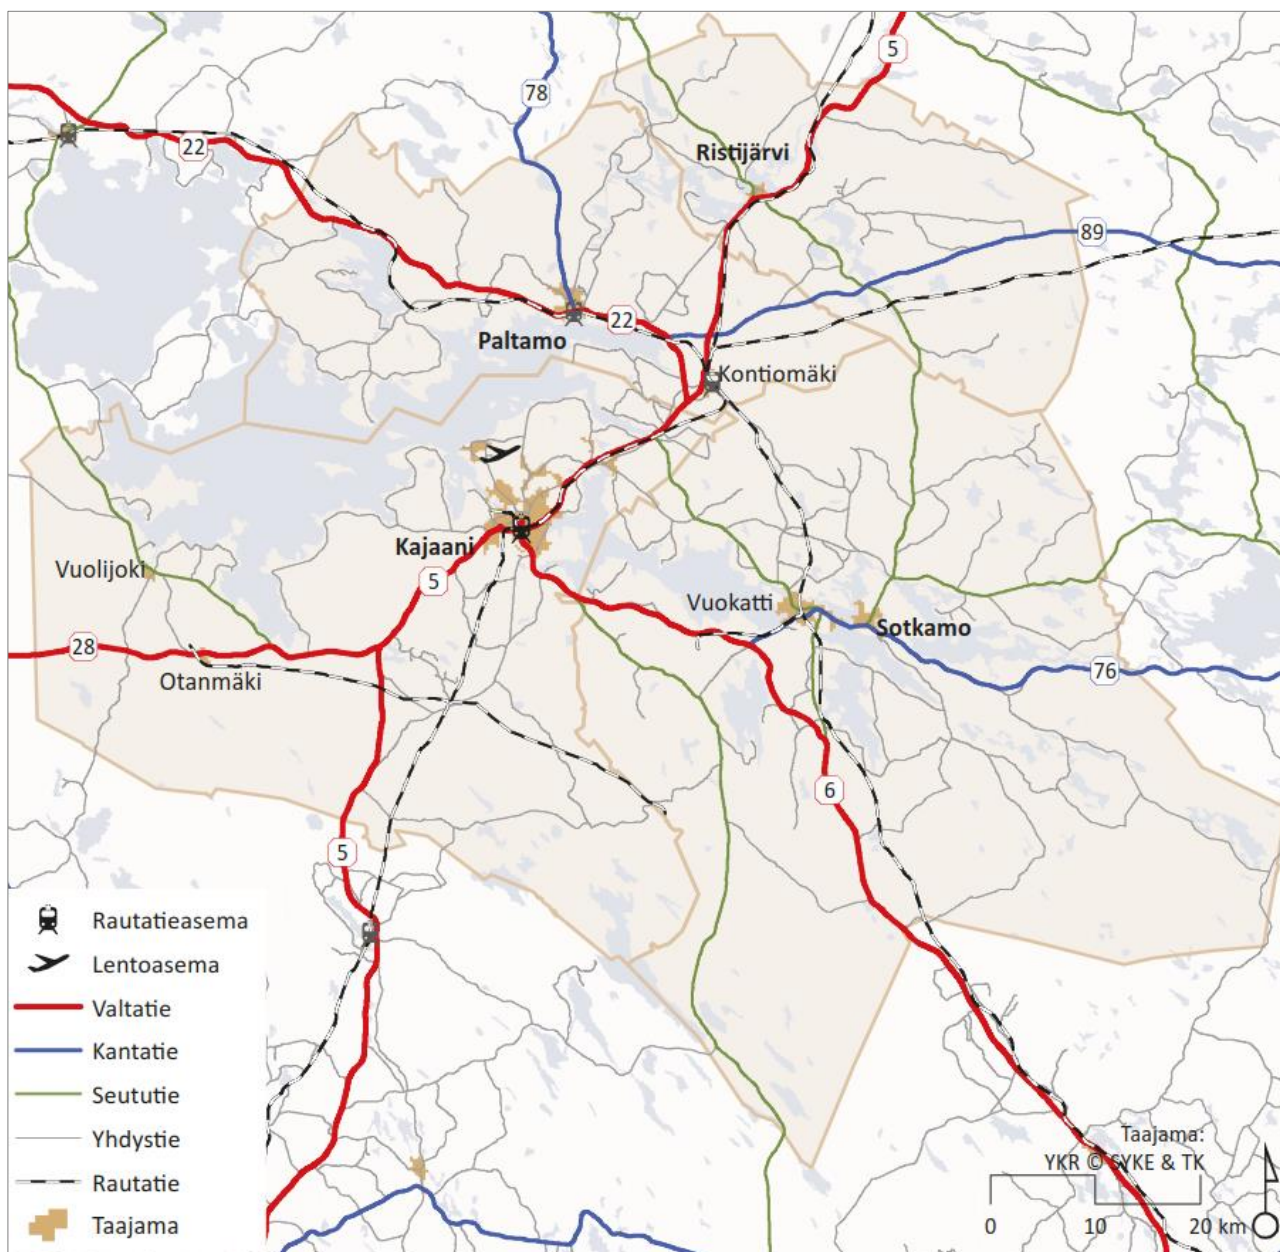 5
78
22
Ristijärvi
89
22
Paltamo
Kontiomäki
Kajaani
Vuolijoki
5
Vuokatti
Sotkamo
28
76
Otanmäki
6
5
Rautatieasema
Lentoasema
Valtatie
Kantatie
Seututie
Yhdystie
Rautatie
Taajama
Taajama:
YKR © SYKE & TK
0 10 20 km